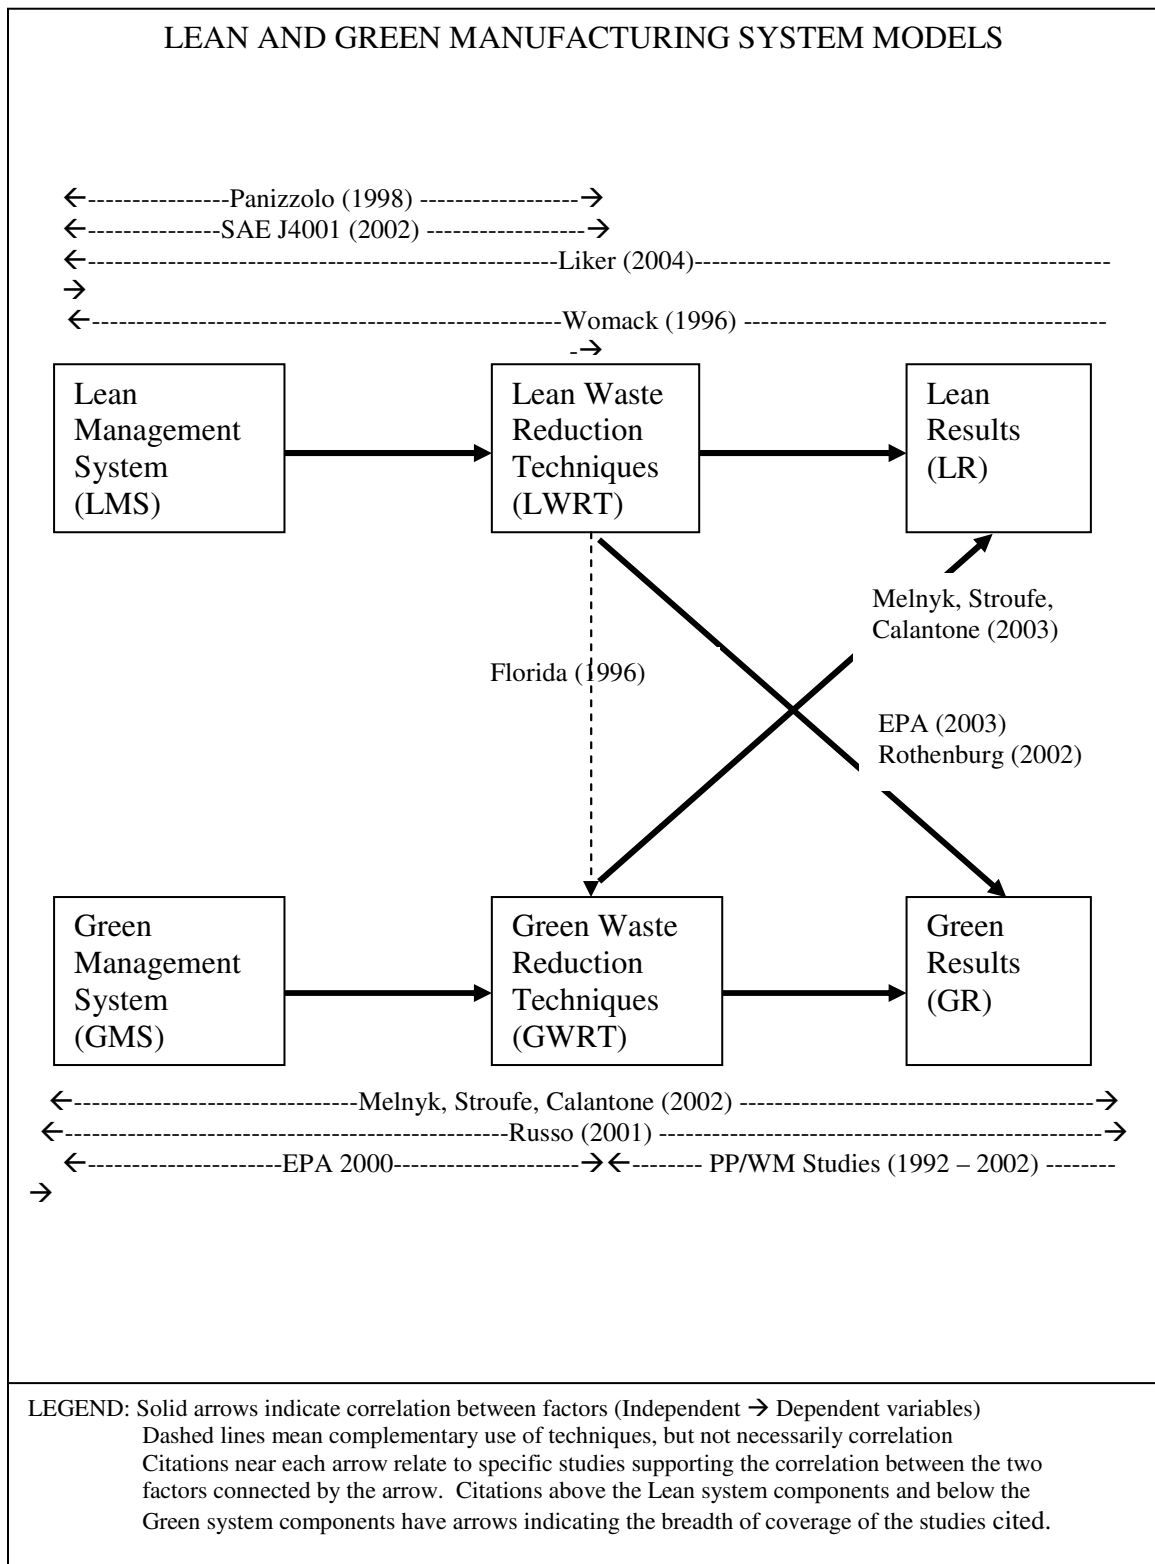 LEAN AND GREEN MANUFACTURING SYSTEM MODELS
←----------------Panizzolo (1998) ------------------→
←---------------SAE J4001 (2002) ------------------→
←-----------------------------------------------------Liker (2004)-----------------------------------------------
→
←-----------------------------------------------------Womack (1996) -----------------------------------------
-→
Lean
Management
System
(LMS)
Lean Waste
Reduction
Techniques
(LWRT)
Lean
Results
(LR)
Melnyk, Stroufe,
Calantone (2003)
Florida (1996)
EPA (2003)
Rothenburg (2002)
Green
Management
System
(GMS)
Green Waste
Reduction
Techniques
(GWRT)
Green
Results
(GR)
←--------------------------------Melnyk, Stroufe, Calantone (2002) ----------------------------------------→
←--------------------------------------------------Russo (2001) --------------------------------------------------→
←------------------------EPA 2000---------------------→←-------- PP/WM Studies (1992 – 2002) --------
→
LEGEND: Solid arrows indicate correlation between factors (Independent → Dependent variables)
Dashed lines mean complementary use of techniques, but not necessarily correlation
Citations near each arrow relate to specific studies supporting the correlation between the two
factors connected by the arrow. Citations above the Lean system components and below the
Green system components have arrows indicating the breadth of coverage of the studies cited.